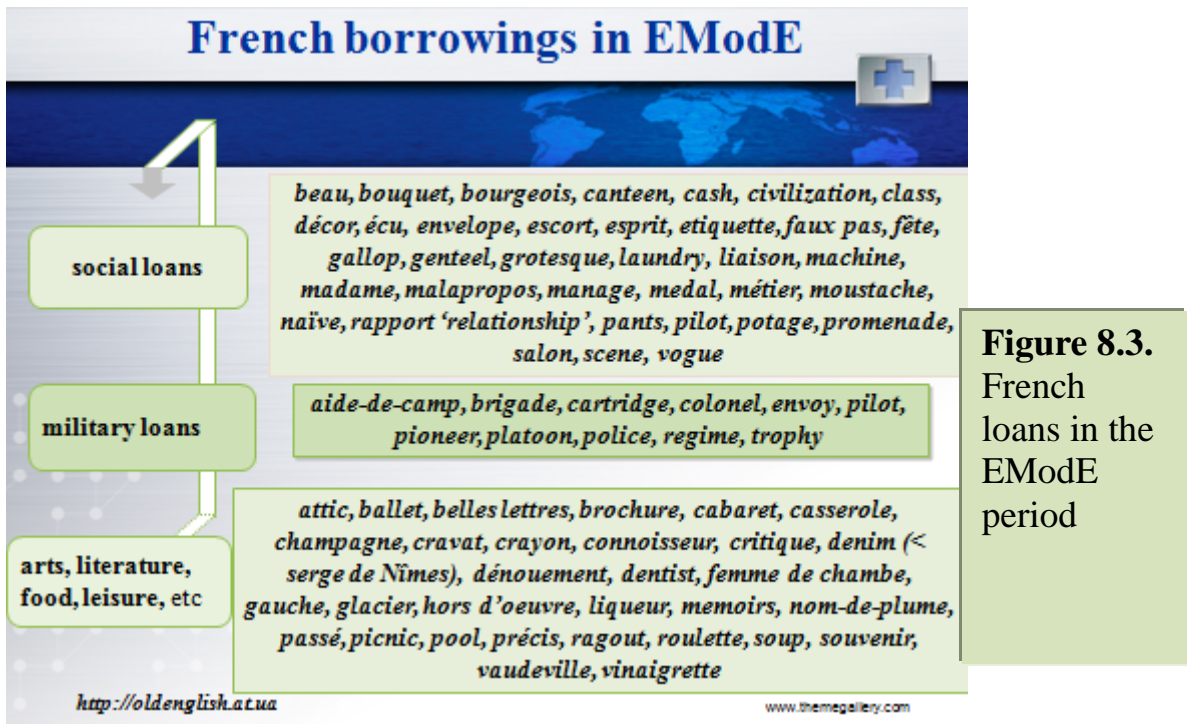 French borrowings in EModE
social loans
beau, bouquet, bourgeois, canteen, cash, civilization, class,
décor, écu, envelope, escort, esprit, etiquette, faux pas, fête,
gallop, genteel, grotesque, laundry, liaison, machine,
madame, malapropos, manage, medal, métier, moustache,
naïve, rapport ‘relationship’, pants, pilot, potage, promenade,
salon, scene, vogue
military loans
aide-de-camp, brigade, cartridge, colonel, envoy, pilot,
pioneer, platoon, police, regime, trophy
arts, literature,
food, leisure, etc
attic, ballet, belles lettres, brochure, cabaret, casserole,
champagne, cravat, crayon, connoisseur, critique, denim (<
serge de Nîmes), dénouement, dentist, femme de chambe,
gauche, glacier, hors d’oeuvre, liqueur, memoirs, nom-de-plume,
passé, picnic, pool, précis, ragout, roulette, soup, souvenir,
vaudeville, vinaigrette
http://oldenglish.at.ua
www.themegallery.com
Figure 8.3.
French
loans in the
EModE
period